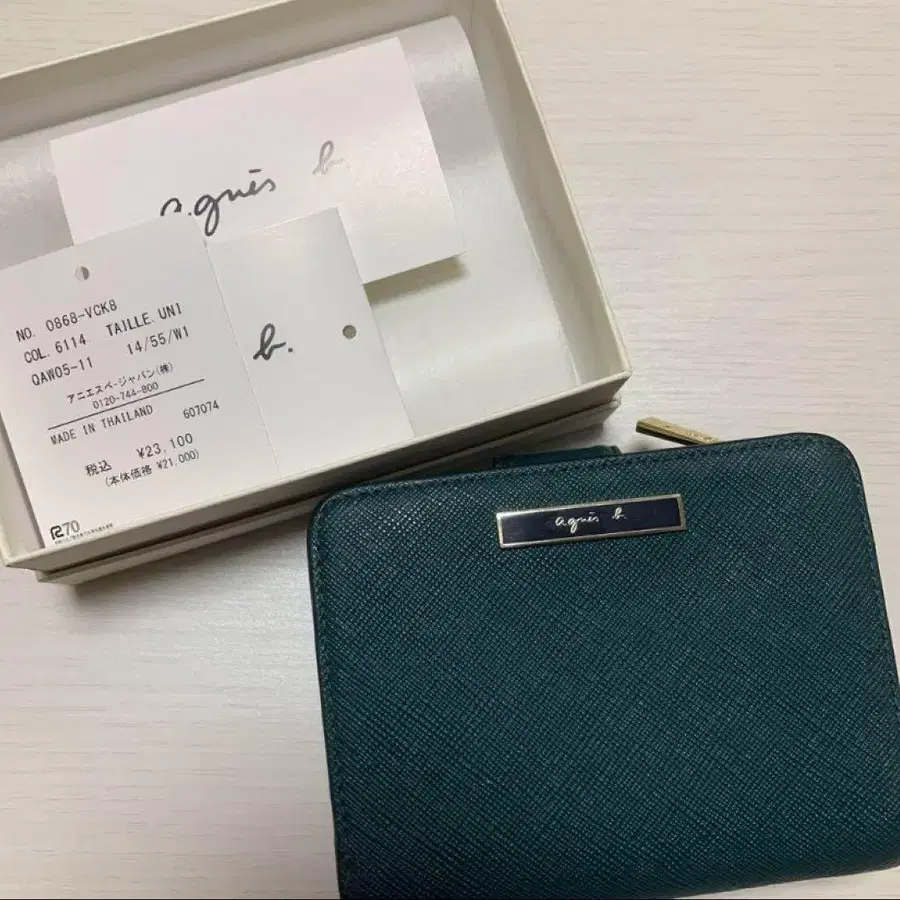 agnès b.
NO. 0868-VCK8
COL. 6114 TAILLE. UNI
QAW05-11 14/55/W1
アニエスベージャパン(株)
0120-744-800
MADE IN THAILAND 607074
税込 ¥23,100
(本体価格 ¥21,000)
R70
b.
agnès b.